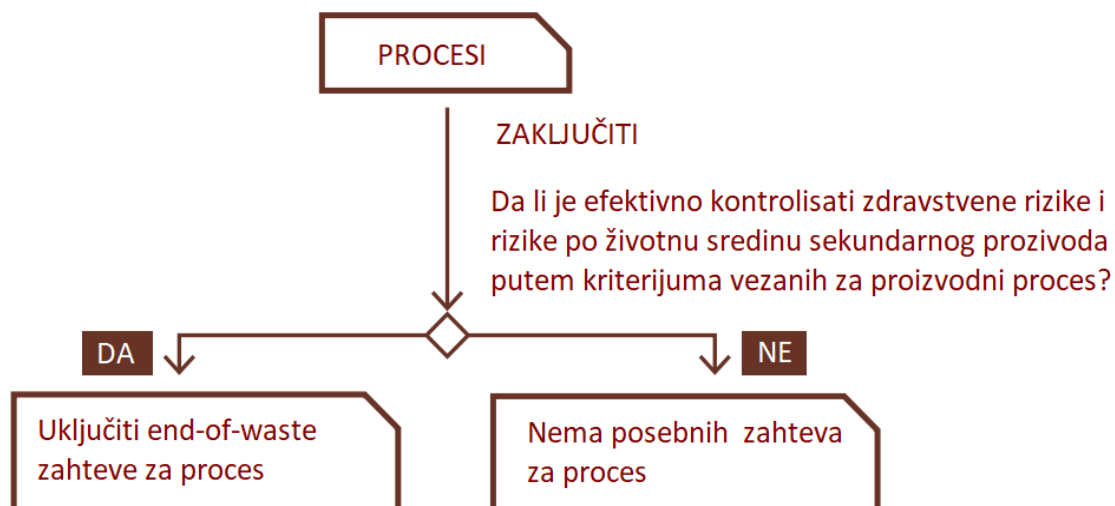 PROCESI
ZAKLJUČITI
Da li je efektivno kontrolisati zdravstvene rizike i
rizike po životnu sredinu sekundarnog prozivoda
putem kriterijuma vezanih za proizvodni proces?
DA
NE
Uključiti end-of-waste
zahteve za proces
Nema posebnih zahteva
za proces